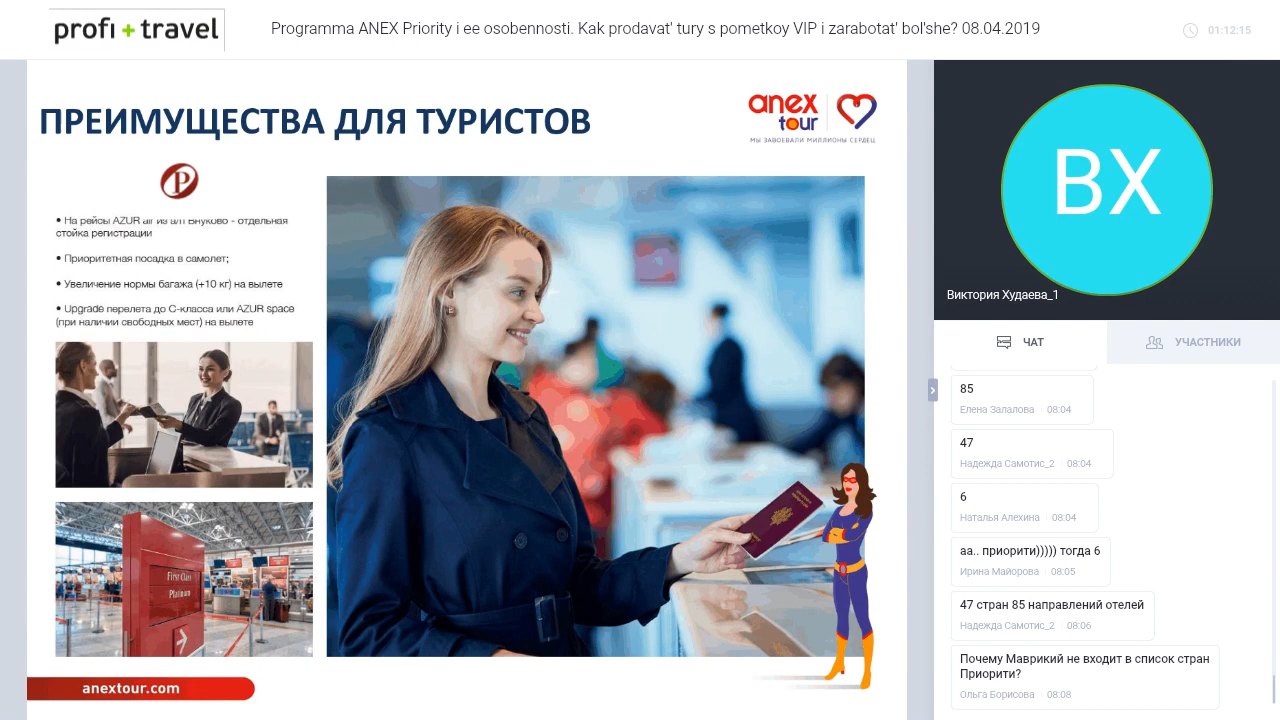 profi + travel
Programma ANEX Priority i ee osobennosti. Kak prodavat' tury s pometkoy VIP i zarabotat' bol'she? 08.04.2019
01:12:15
ПРЕИМУЩЕСТВА ДЛЯ ТУРИСТОВ
anex
tour
МЫ ЗАВОЕВАЛИ МИЛЛИОНЫ СЕРДЕЦ
P
• На рейсы AZUR air из а/п Внуково - отдельная
стойка регистрации
• Приоритетная посадка в самолет;
• Увеличение нормы багажа (+10 кг) на вылете
• Upgrade перелета до С-класса или AZUR space
(при наличии свободных мест) на вылете
First Class
Platinum
anextour.com
ВХ
Виктория Худаева_1
ЧАТ
УЧАСТНИКИ
85
Елена Залалова · 08:04
47
Надежда Самотис_2 · 08:04
6
Наталья Алехина · 08:04
аа.. приорити))))) тогда 6
Ирина Майорова · 08:05
47 стран 85 направлений отелей
Надежда Самотис_2 · 08:06
Почему Маврикий не входит в список стран
Приорити?
Ольга Борисова · 08:08